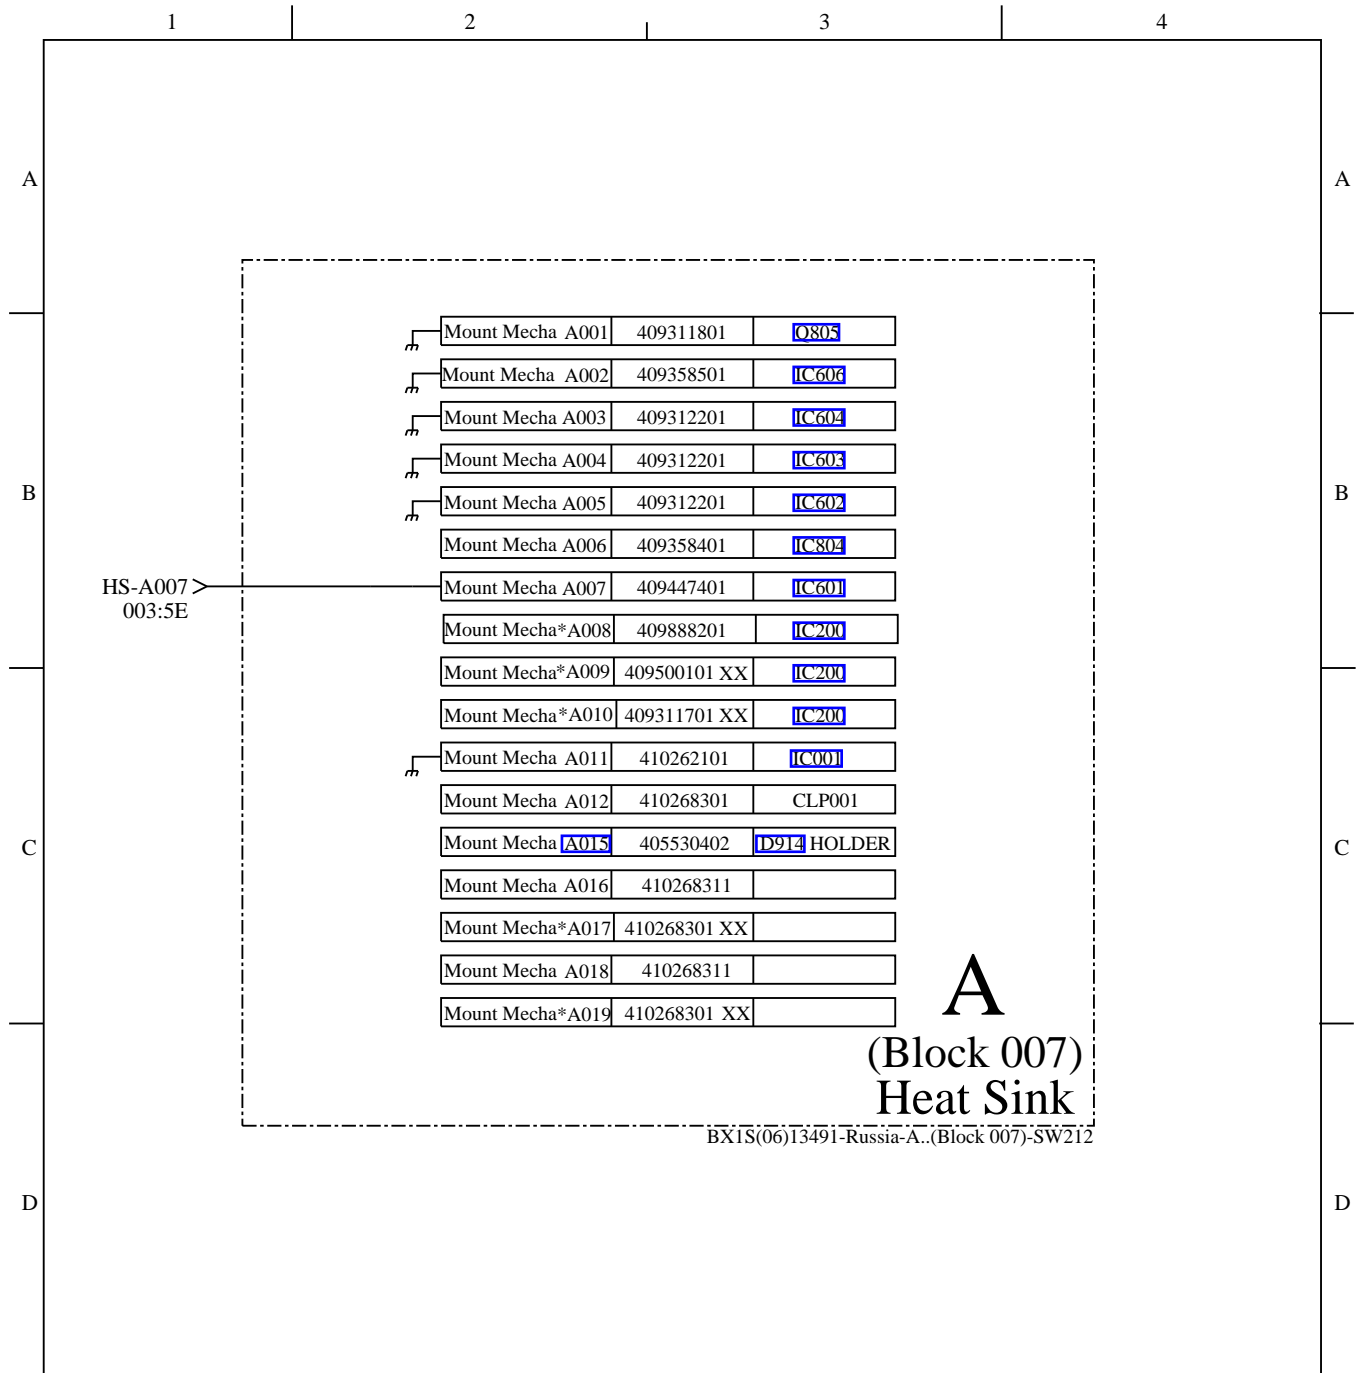 1 2 3 4
A A
Mount Mecha A001 409311801 Q805
Mount Mecha A002 409358501 IC606
Mount Mecha A003 409312201 IC604
Mount Mecha A004 409312201 IC603
B B
Mount Mecha A005 409312201 IC602
Mount Mecha A006 409358401 IC804
HS-A007 Mount Mecha A007 409447401 IC601
003:5E
Mount Mecha*A008 409888201 IC200
Mount Mecha*A009 409500101 XX IC200
Mount Mecha*A010 409311701 XX IC200
Mount Mecha A011 410262101 IC001
Mount Mecha A012 410268301 CLP001
C Mount Mecha A015 405530402 D914 HOLDER C
Mount Mecha A016 410268311
Mount Mecha*A017 410268301 XX
Mount Mecha A018 410268311
Mount Mecha*A019 410268301 XX
A
(Block 007)
Heat Sink
BX1S(06)13491-Russia-A..(Block 007)-SW212
D D